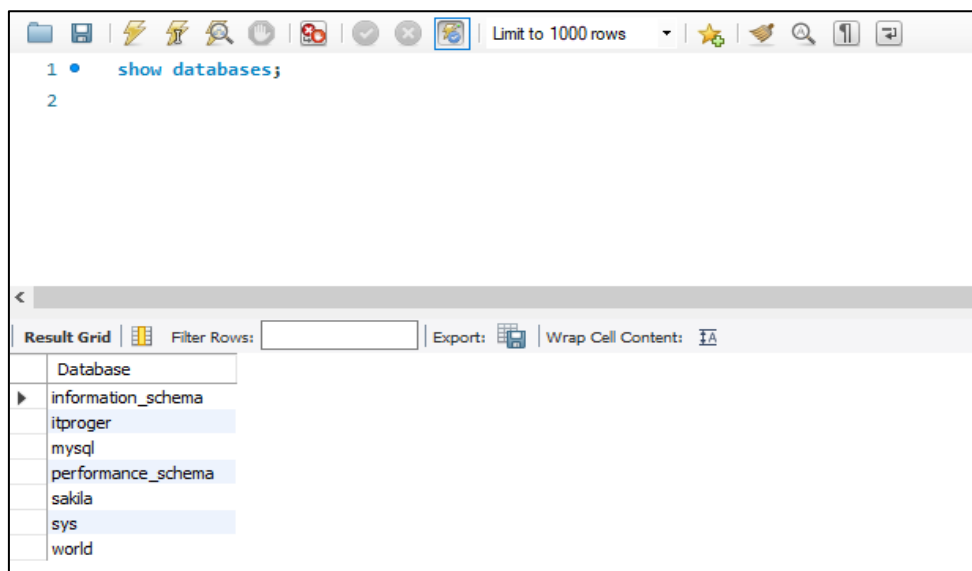 Limit to 1000 rows
1 show databases;
2
Result Grid Filter Rows: Export: Wrap Cell Content:
Database
information_schema
itproger
mysql
performance_schema
sakila
sys
world